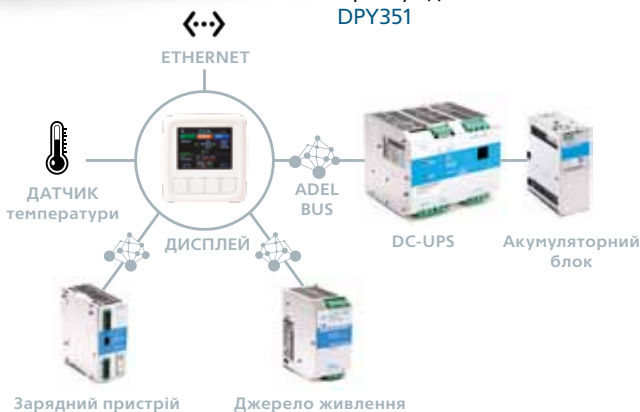 DPY351
ETHERNET
ДАТЧИК
температури
ДИСПЛЕЙ
ADEL
BUS
DC-UPS
Акумуляторний
блок
Зарядний пристрій
Джерело живлення